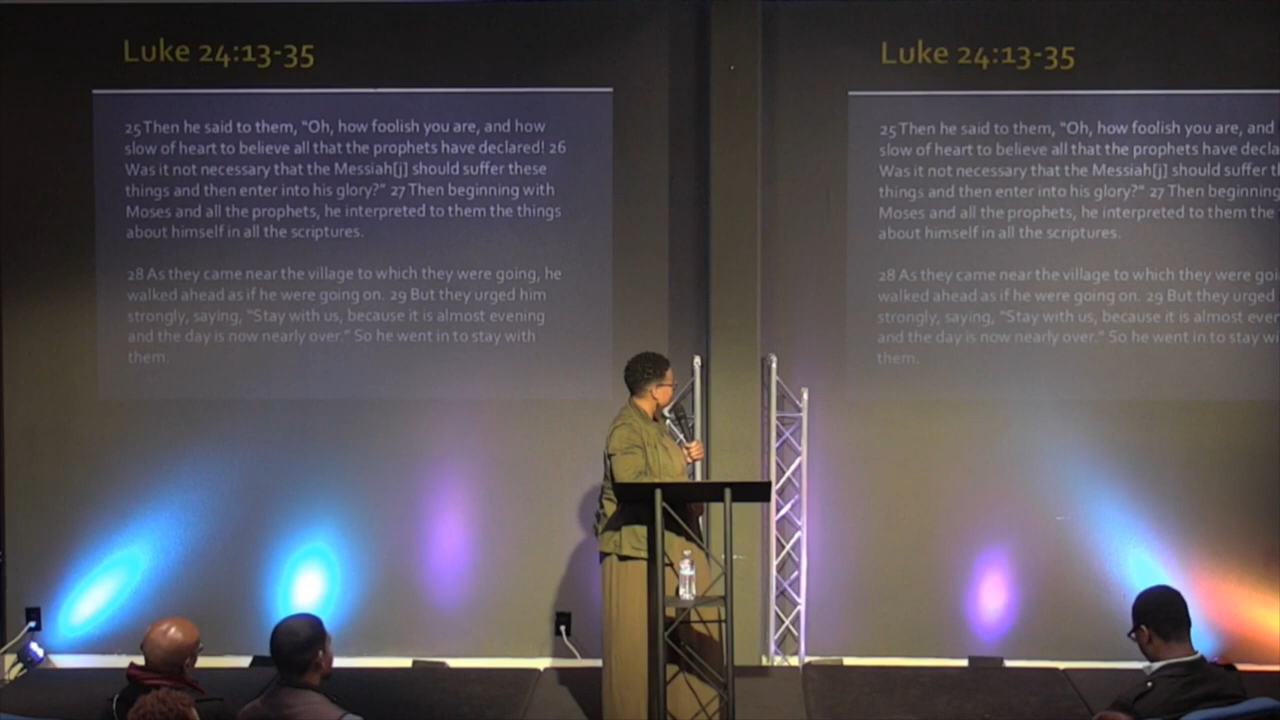 Luke 24:13-35
25 Then he said to them, “Oh, how foolish you are, and how
slow of heart to believe all that the prophets have declared! 26
Was it not necessary that the Messiah[j] should suffer these
things and then enter into his glory?” 27 Then beginning with
Moses and all the prophets, he interpreted to them the things
about himself in all the scriptures.
28 As they came near the village to which they were going, he
walked ahead as if he were going on. 29 But they urged him
strongly, saying, “Stay with us, because it is almost evening
and the day is now nearly over.” So he went in to stay with
them.
Luke 24:13-35
25 Then he said to them, “Oh, how foolish you are, and
slow of heart to believe all that the prophets have decla
Was it not necessary that the Messiah[j] should suffer t
things and then enter into his glory?” 27 Then beginning
Moses and all the prophets, he interpreted to them the
about himself in all the scriptures.
28 As they came near the village to which they were goi
walked ahead as if he were going on. 29 But they urged
strongly, saying, “Stay with us, because it is almost ever
and the day is now nearly over.” So he went in to stay wi
them.